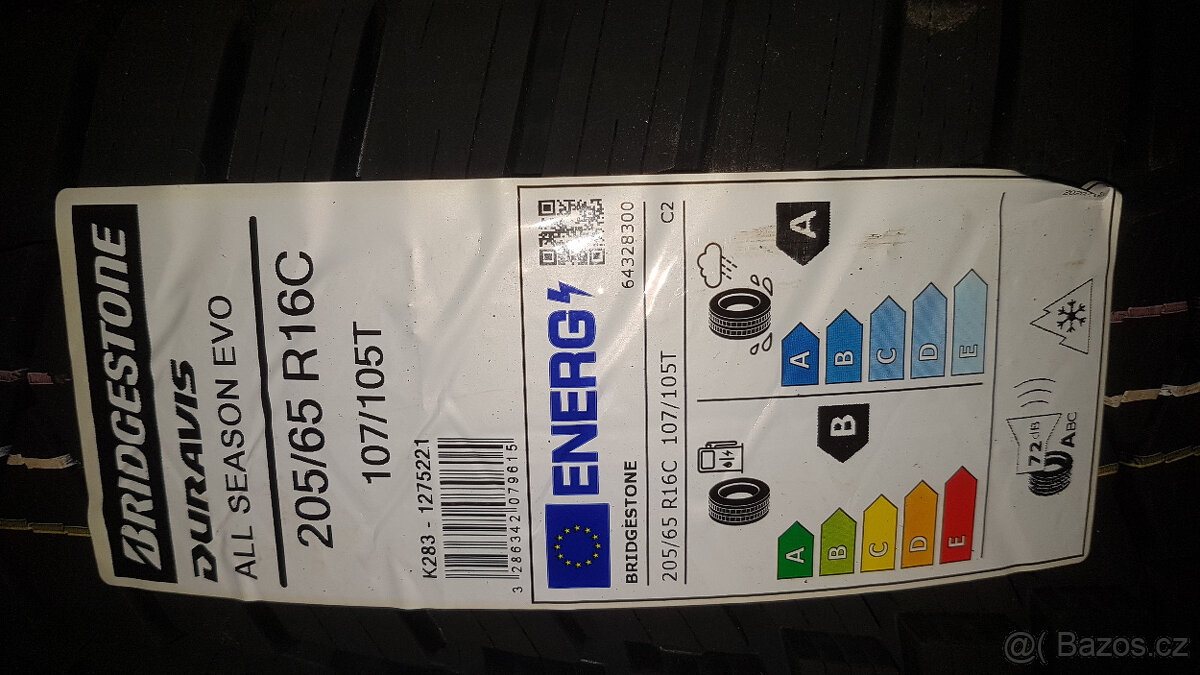 BRIDGESTONE
DURAVIS
ALL SEASON EVO
205/65 R16C
107/105T
K283 - 1275221
3 286342 079615
ENERG
BRIDGESTONE
64328300
205/65 R16C 107/105T
C2
B
A
A
B
C
D
E
A
B
C
D
E
72dB
ABC
@( Bazos.cz